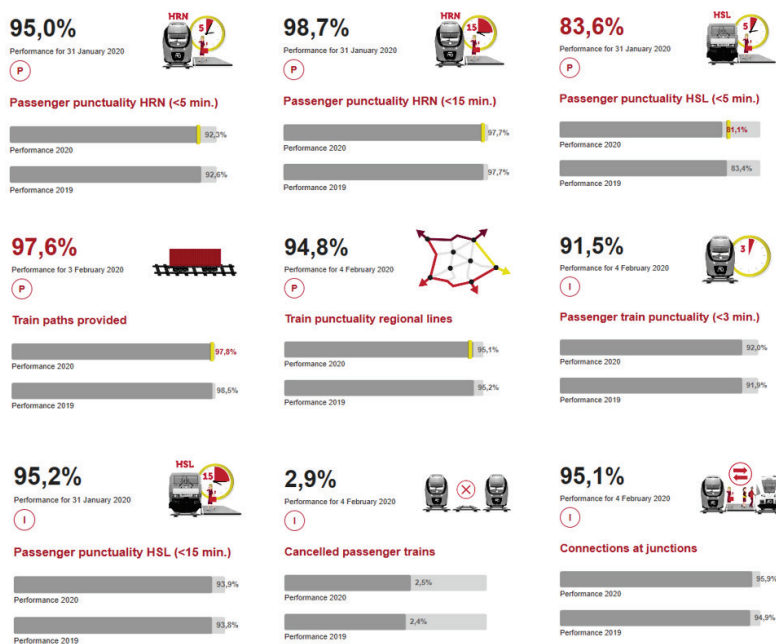 95,0%
HRN
5
Performance for 31 January 2020
P
Passenger punctuality HRN (<5 min.)
92,3%
Performance 2020
92,6%
Performance 2019
98,7%
HRN
15
Performance for 31 January 2020
P
Passenger punctuality HRN (<15 min.)
97,7%
Performance 2020
97,7%
Performance 2019
83,6%
HSL
5
Performance for 31 January 2020
P
Passenger punctuality HSL (<5 min.)
81,1%
Performance 2020
83,4%
Performance 2019
97,6%
Performance for 3 February 2020
P
Train paths provided
97,8%
Performance 2020
98,5%
Performance 2019
94,8%
Performance for 4 February 2020
P
Train punctuality regional lines
95,1%
Performance 2020
95,2%
Performance 2019
91,5%
3
Performance for 4 February 2020
I
Passenger train punctuality (<3 min.)
Performance 2020
91,9%
Performance 2019
95,2%
HSL
15
Performance for 31 January 2020
I
Passenger punctuality HSL (<15 min.)
93,9%
Performance 2020
93,8%
Performance 2019
2,9%
Performance for 4 February 2020
I
Cancelled passenger trains
2,5%
Performance 2020
2,4%
Performance 2019
95,1%
Performance for 4 February 2020
I
Connections at junctions
95,9%
Performance 2020
94,9%
Performance 2019